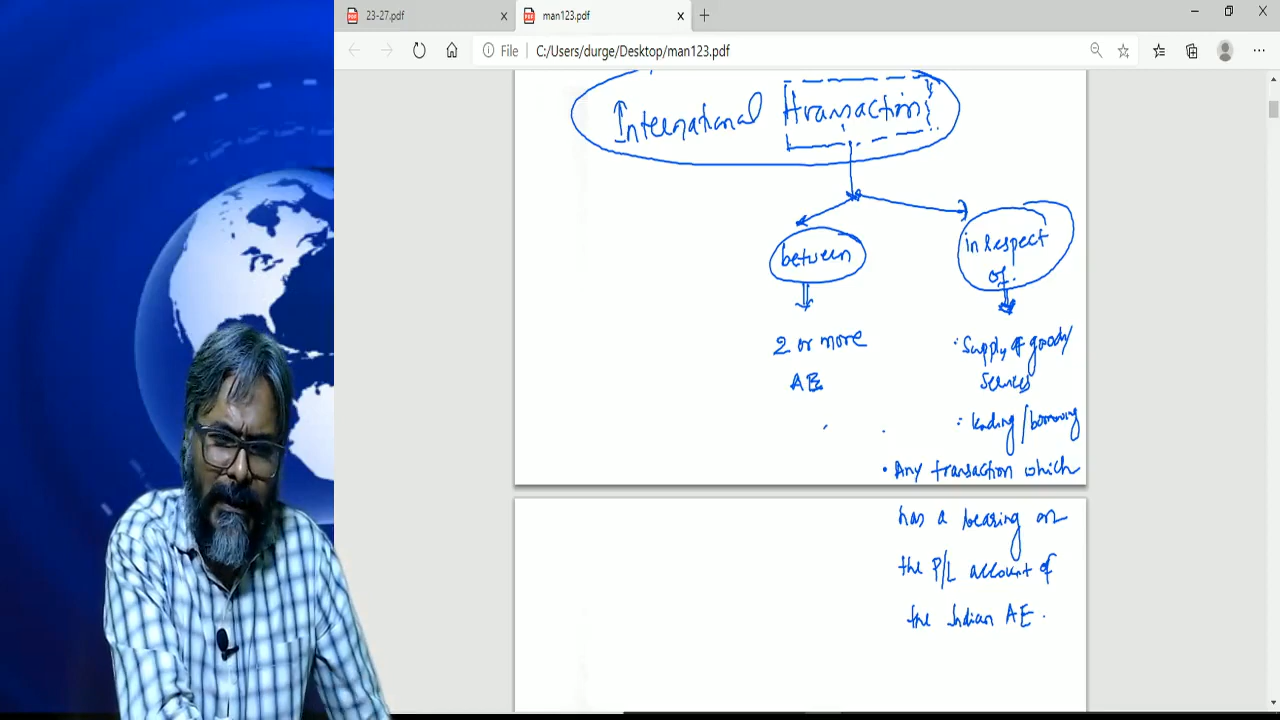 23-27.pdf
man123.pdf
File
C:/Users/durge/Desktop/man123.pdf
International transaction
between
in Respect
of.
2 or more
AE
Supply of goods/
Services
lending/borrowing
Any transaction which
has a bearing on
the P/L account of
the Indian AE.